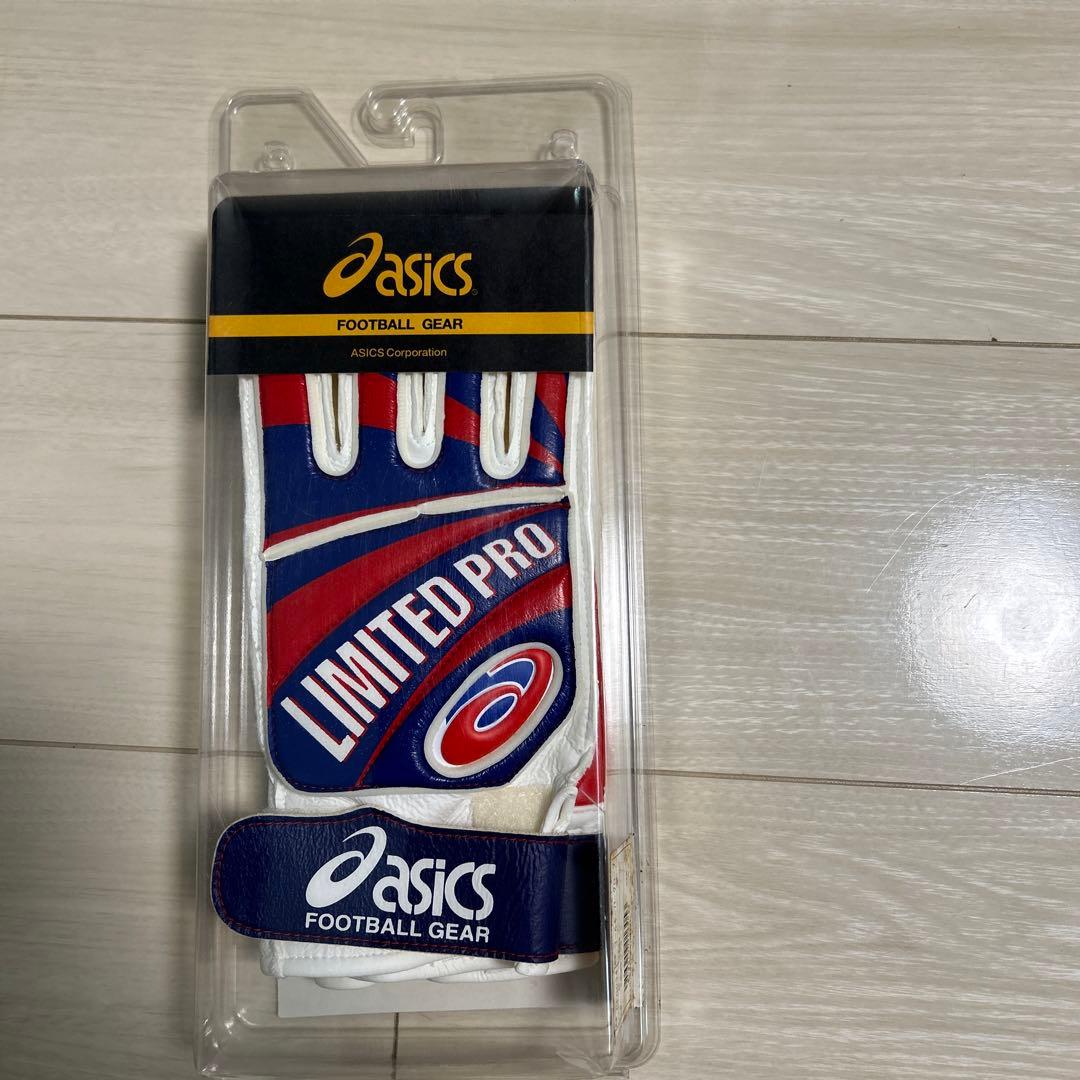 asics
FOOTBALL GEAR
ASICS Corporation
LIMITED PRO
asics
FOOTBALL GEAR